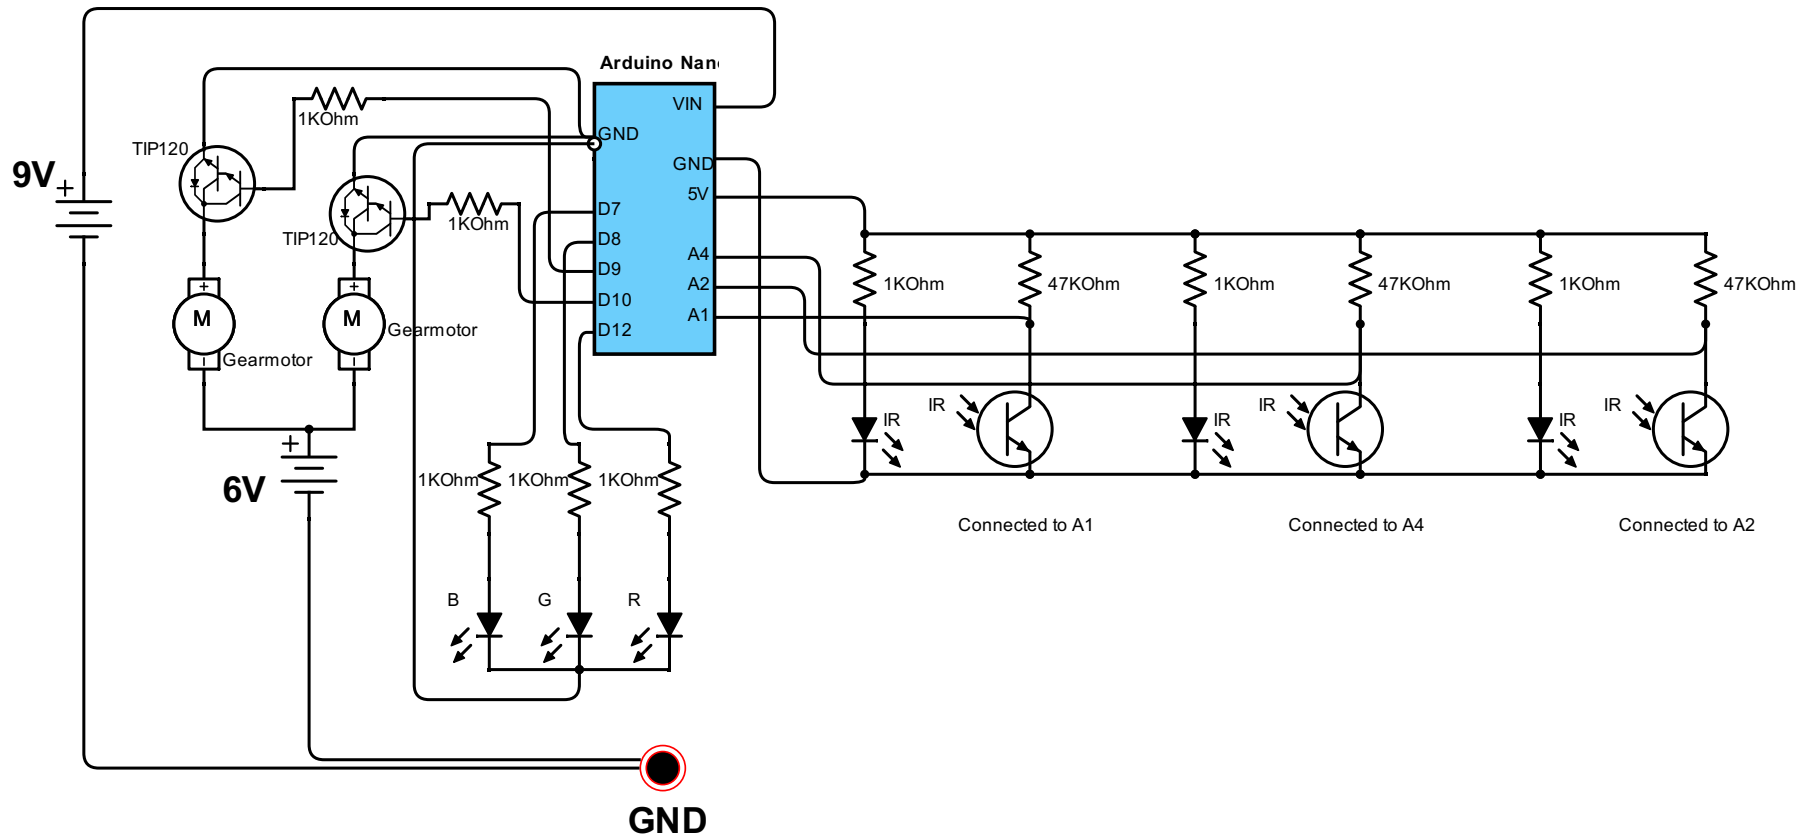 Arduino Nan
VIN
1KOhm
GND
TIP120
GND
9V
+
5V
D7
1KOhm
TIP120
D8
A4
D9
A2
1KOhm
47KOhm
1KOhm
47KOhm
1KOhm
47KOhm
+
+
D10
A1
M
M
Gearmotor
D12
Gearmotor
-
-
IR
IR
IR
IR
IR
IR
+
6V
1KOhm
1KOhm
1KOhm
Connected to A1
Connected to A4
Connected to A2
B
G
R
GND